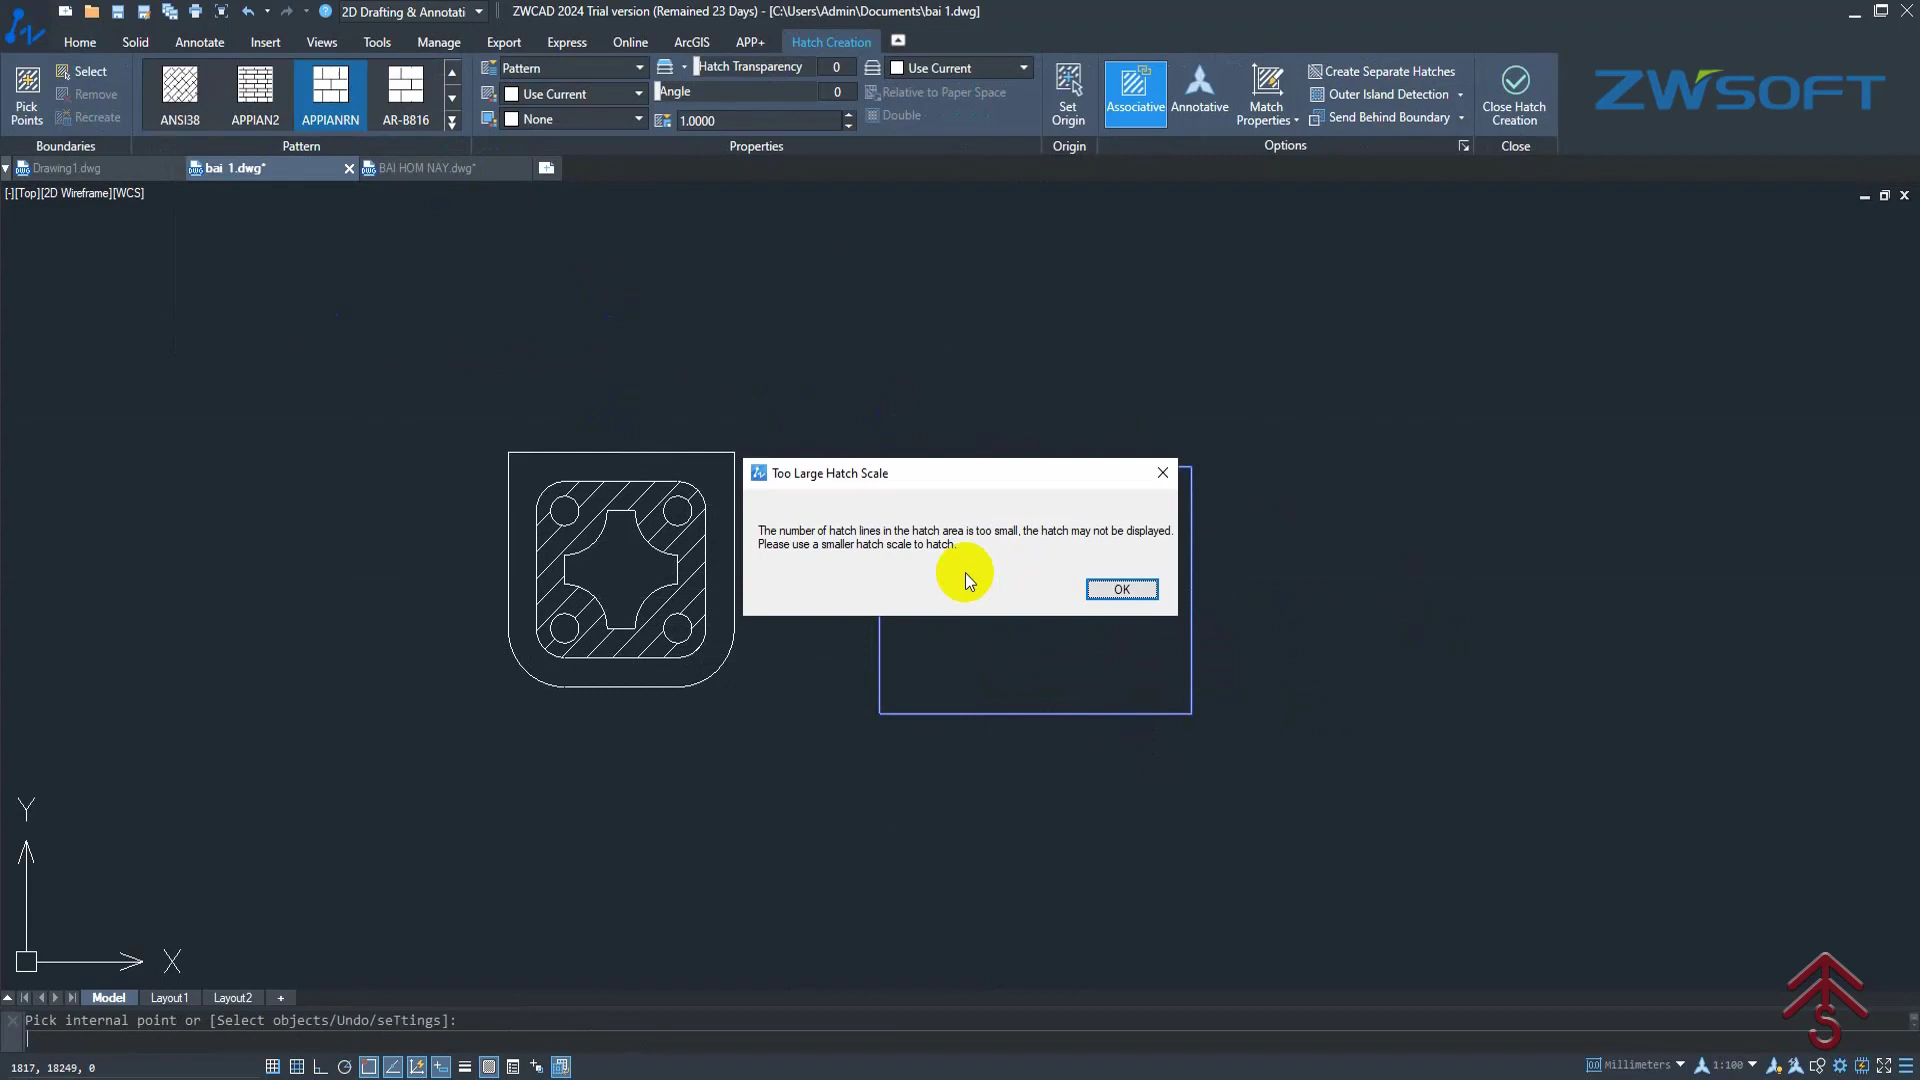 2D Drafting & Annotati
ZWCAD 2024 Trial version (Remained 23 Days) - [C:\Users\Admin\Documents\bai 1.dwg]
Home Solid Annotate Insert Views Tools Manage Export Express Online ArcGIS APP+ Hatch Creation
Pick Points
Select
Remove
Recreate
Boundaries
ANSI38 APPIAN2 APPIANRN AR-B816
Pattern
Pattern
Use Current
None
Hatch Transparency 0
Angle 0
1.0000
Use Current
Relative to Paper Space
Double
Properties
Set Origin
Origin
Associative
Annotative
Match Properties
Create Separate Hatches
Outer Island Detection
Send Behind Boundary
Options
Close Hatch Creation
Close
ZWSOFT
Drawing1.dwg bai 1.dwg* BAI HOM NAY.dwg*
[-][Top][2D Wireframe][WCS]
Too Large Hatch Scale
The number of hatch lines in the hatch area is too small, the hatch may not be displayed.
Please use a smaller hatch scale to hatch.
OK
Y
X
Model Layout1 Layout2 +
Pick internal point or [Select objects/Undo/seTtings]:
1817, 18249, 0
Millimeters 1:100
S